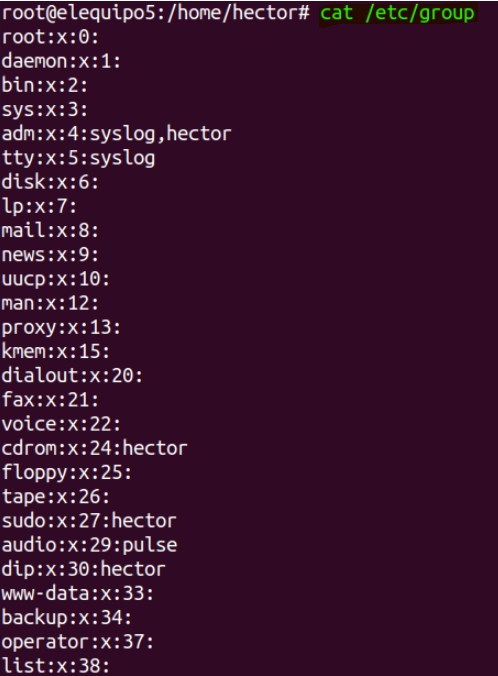 root@elequipo5:/home/hector# cat /etc/group
root:x:0:
daemon:x:1:
bin:x:2:
sys:x:3:
adm:x:4:syslog,hector
tty:x:5:syslog
disk:x:6:
lp:x:7:
mail:x:8:
news:x:9:
uucp:x:10:
man:x:12:
proxy:x:13:
kmem:x:15:
dialout:x:20:
fax:x:21:
voice:x:22:
cdrom:x:24:hector
floppy:x:25:
tape:x:26:
sudo:x:27:hector
audio:x:29:pulse
dip:x:30:hector
www-data:x:33:
backup:x:34:
operator:x:37:
list:x:38: